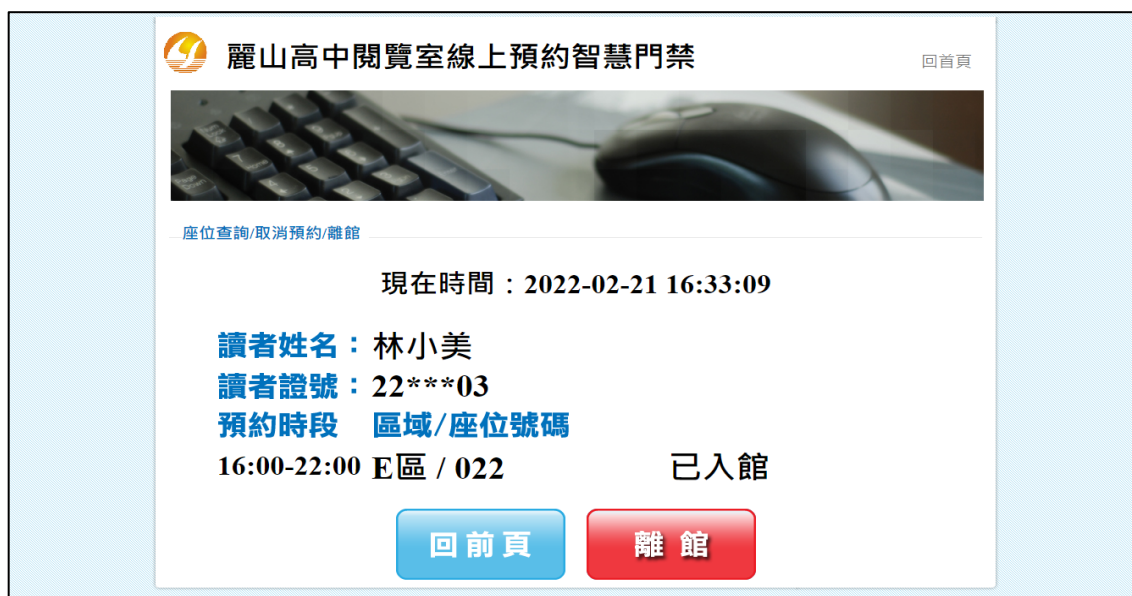 麗山高中閱覽室線上預約智慧門禁
回首頁
座位查詢/取消預約/離館
現在時間：2022-02-21 16:33:09
讀者姓名：林小美
讀者證號：22***03
預約時段 區域/座位號碼
16:00-22:00 E區 / 022 已入館
回前頁 離館